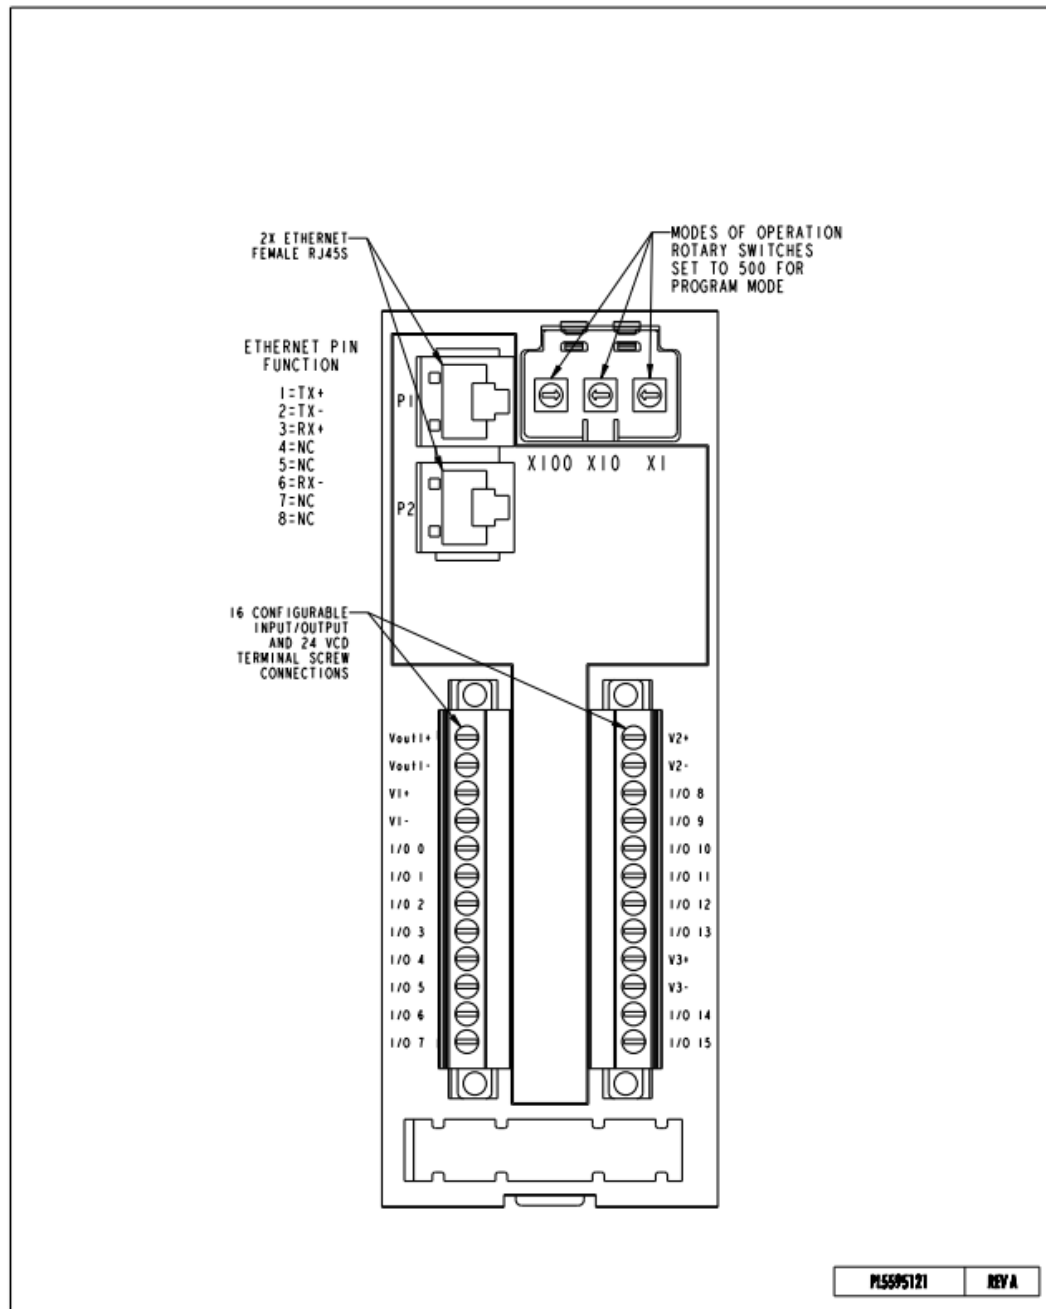 2X ETHERNET
FEMALE RJ45S
MODES OF OPERATION
ROTARY SWITCHES
SET TO 500 FOR
PROGRAM MODE
ETHERNET PIN
FUNCTION
1=TX+
2=TX-
3=RX+
4=NC
5=NC
6=RX-
7=NC
8=NC
P1
P2
X100 X10 X1
16 CONFIGURABLE
INPUT/OUTPUT
AND 24 VCD
TERMINAL SCREW
CONNECTIONS
Vout1+
Vout1-
V1+
V1-
I/O 0
I/O 1
I/O 2
I/O 3
I/O 4
I/O 5
I/O 6
I/O 7
V2+
V2-
I/O 8
I/O 9
I/O 10
I/O 11
I/O 12
I/O 13
V3+
V3-
I/O 14
I/O 15
REV A